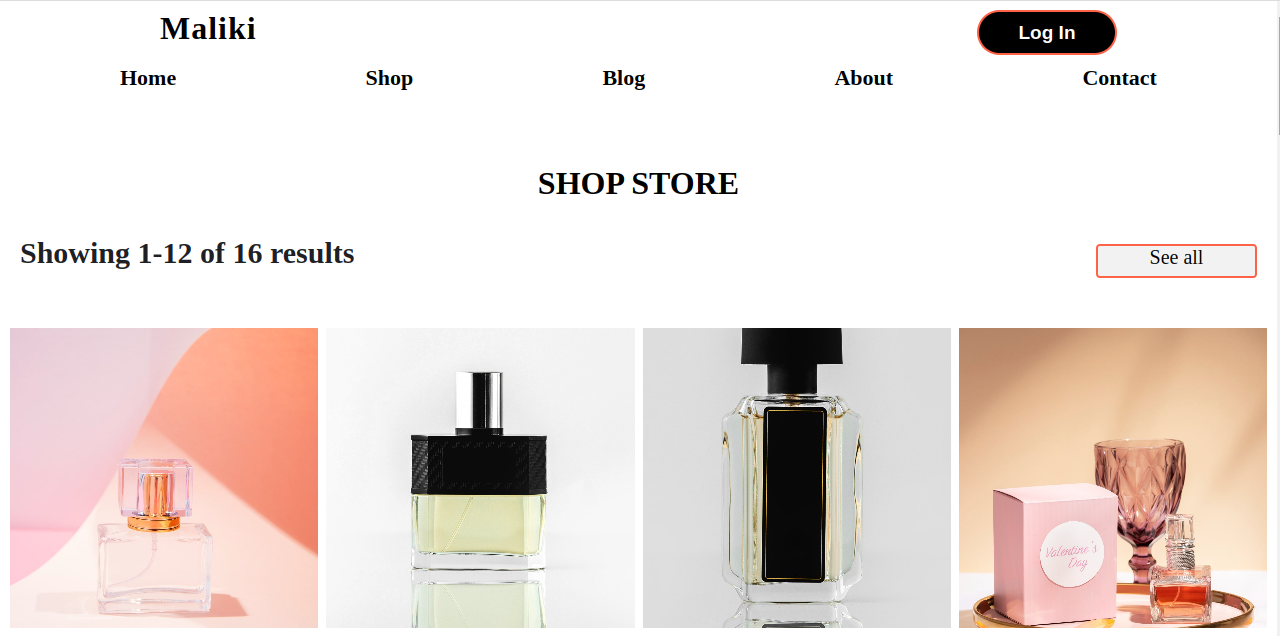 Maliki
Log In
Home Shop Blog About Contact
SHOP STORE
Showing 1-12 of 16 results
See all
Valentine's
Day